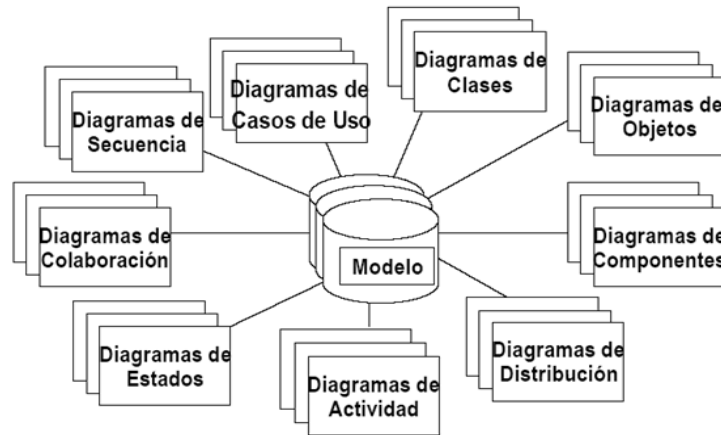 Diagramas de
Clases
Diagramas de
Casos de Uso
Diagramas de
Objetos
Diagramas de
Secuencia
Diagramas de
Colaboración
Modelo
Diagramas de
Componentes
Diagramas de
Estados
Diagramas de
Distribución
Diagramas de
Actividad